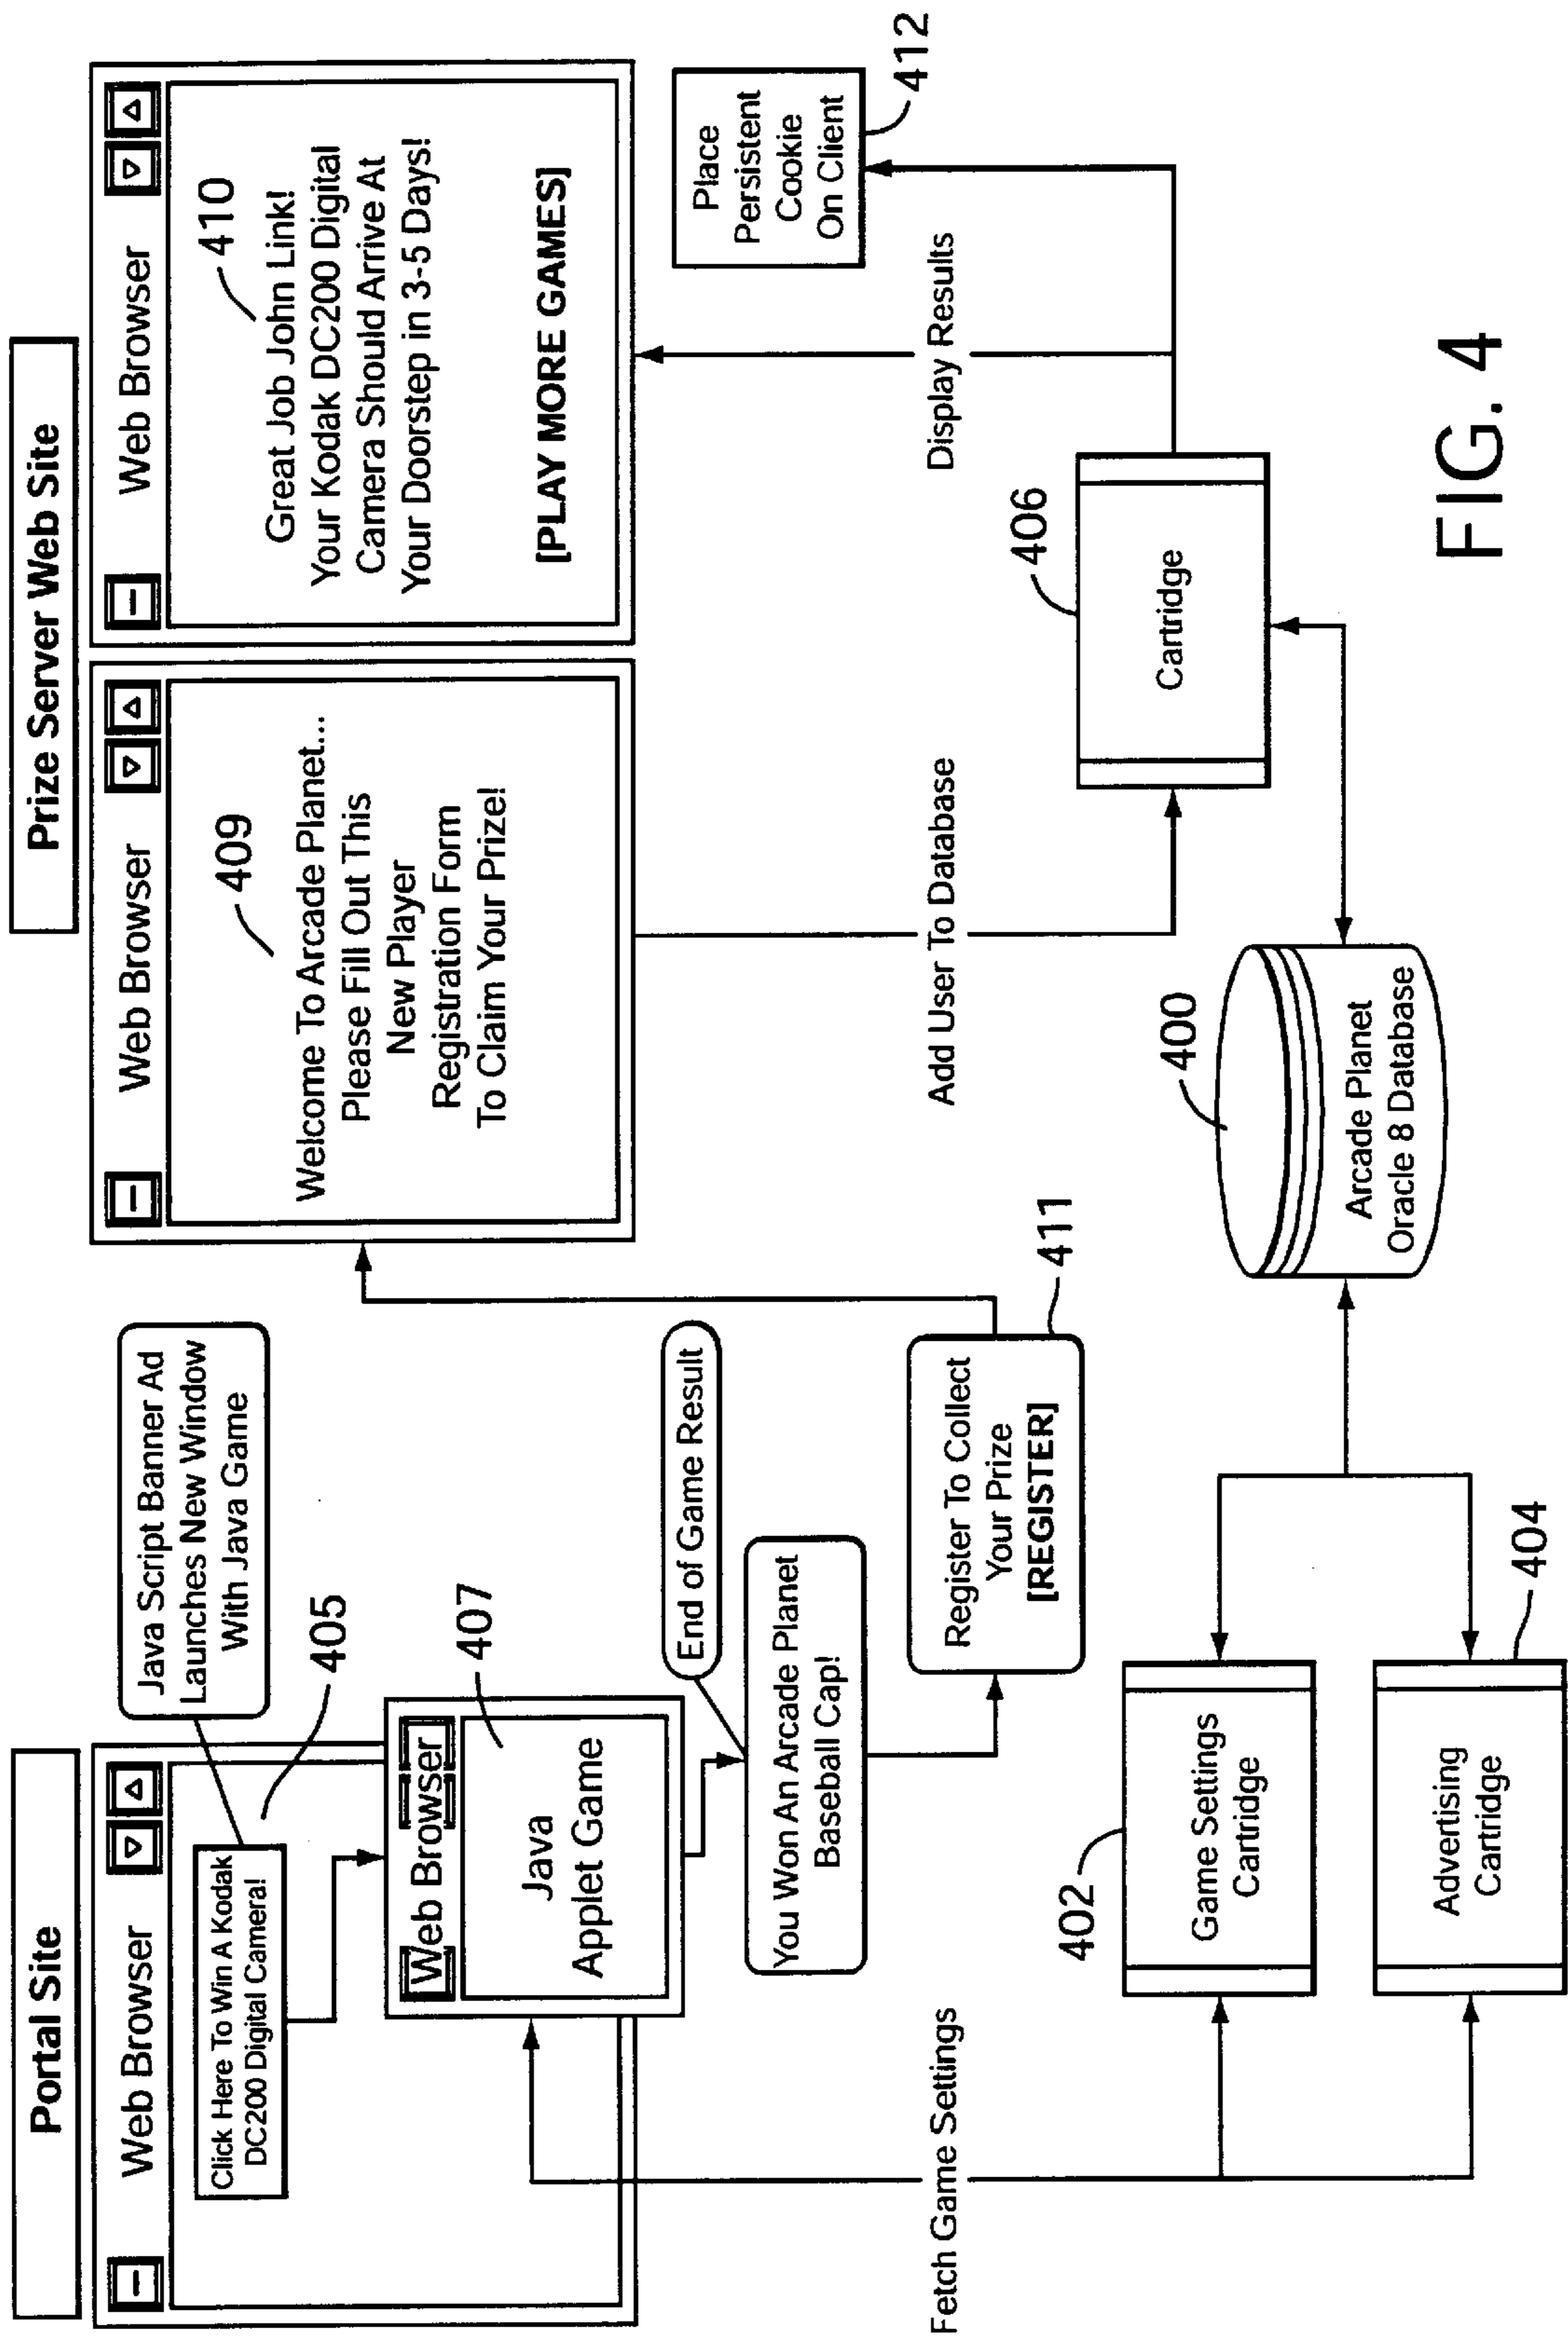 Portal Site
Web Browser
Click Here To Win A Kodak
DC200 Digital Camera!
Java Script Banner Ad
Launches New Window
With Java Game
405
Web Browser
Java
Applet Game
407
End of Game Result
You Won An Arcade Planet
Baseball Cap!
Register To Collect
Your Prize
[REGISTER]
411
Fetch Game Settings
402
Game Settings
Cartridge
Advertising
Cartridge
404
Prize Server Web Site
Web Browser
409
Welcome To Arcade Planet...
Please Fill Out This
New Player
Registration Form
To Claim Your Prize!
Web Browser
410
Great Job John Link!
Your Kodak DC200 Digital
Camera Should Arrive At
Your Doorstep in 3-5 Days!
[PLAY MORE GAMES]
Add User To Database
Display Results
Place
Persistent
Cookie
On Client
412
406
Cartridge
400
Arcade Planet
Oracle 8 Database
FIG. 4